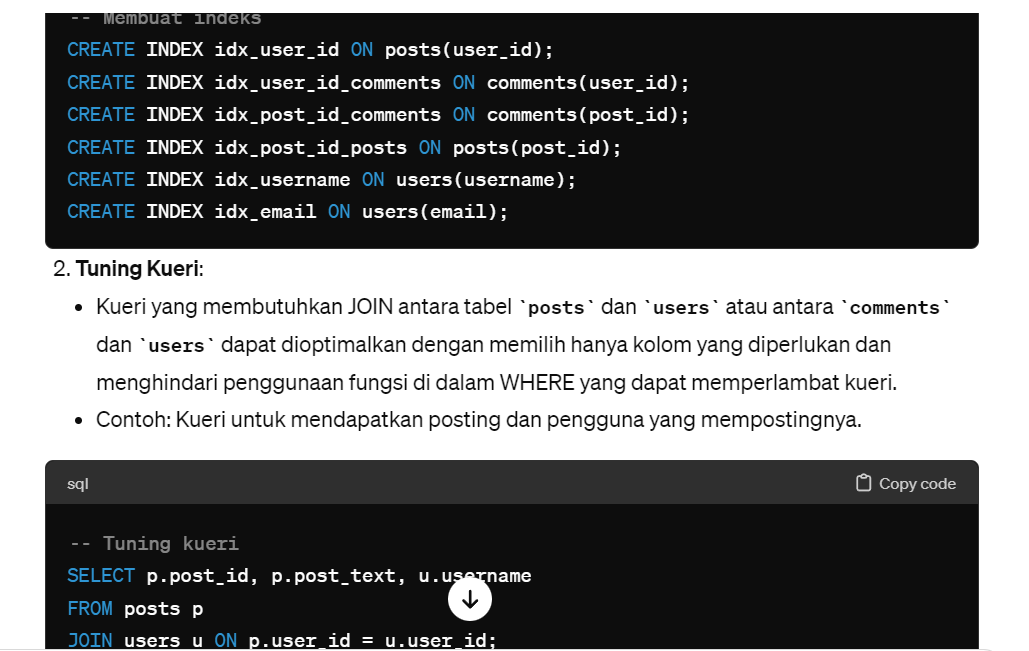 -- Membuat indeks
CREATE INDEX idx_user_id ON posts(user_id);
CREATE INDEX idx_user_id_comments ON comments(user_id);
CREATE INDEX idx_post_id_comments ON comments(post_id);
CREATE INDEX idx_post_id_posts ON posts(post_id);
CREATE INDEX idx_username ON users(username);
CREATE INDEX idx_email ON users(email);
2. Tuning Kueri:
• Kueri yang membutuhkan JOIN antara tabel `posts` dan `users` atau antara `comments`
dan `users` dapat dioptimalkan dengan memilih hanya kolom yang diperlukan dan
menghindari penggunaan fungsi di dalam WHERE yang dapat memperlambat kueri.
• Contoh: Kueri untuk mendapatkan posting dan pengguna yang mempostingnya.
sql Copy code
-- Tuning kueri
SELECT p.post_id, p.post_text, u.username
FROM posts p
JOIN users u ON p.user_id = u.user_id;